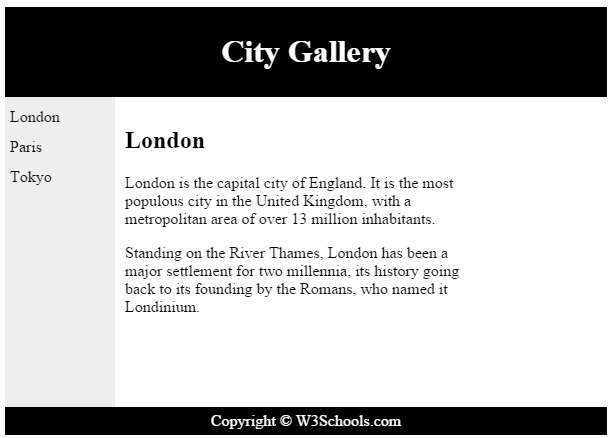 City Gallery
London
Paris
Tokyo
London
London is the capital city of England. It is the most
populous city in the United Kingdom, with a
metropolitan area of over 13 million inhabitants.
Standing on the River Thames, London has been a
major settlement for two millennia, its history going
back to its founding by the Romans, who named it
Londinium.
Copyright © W3Schools.com